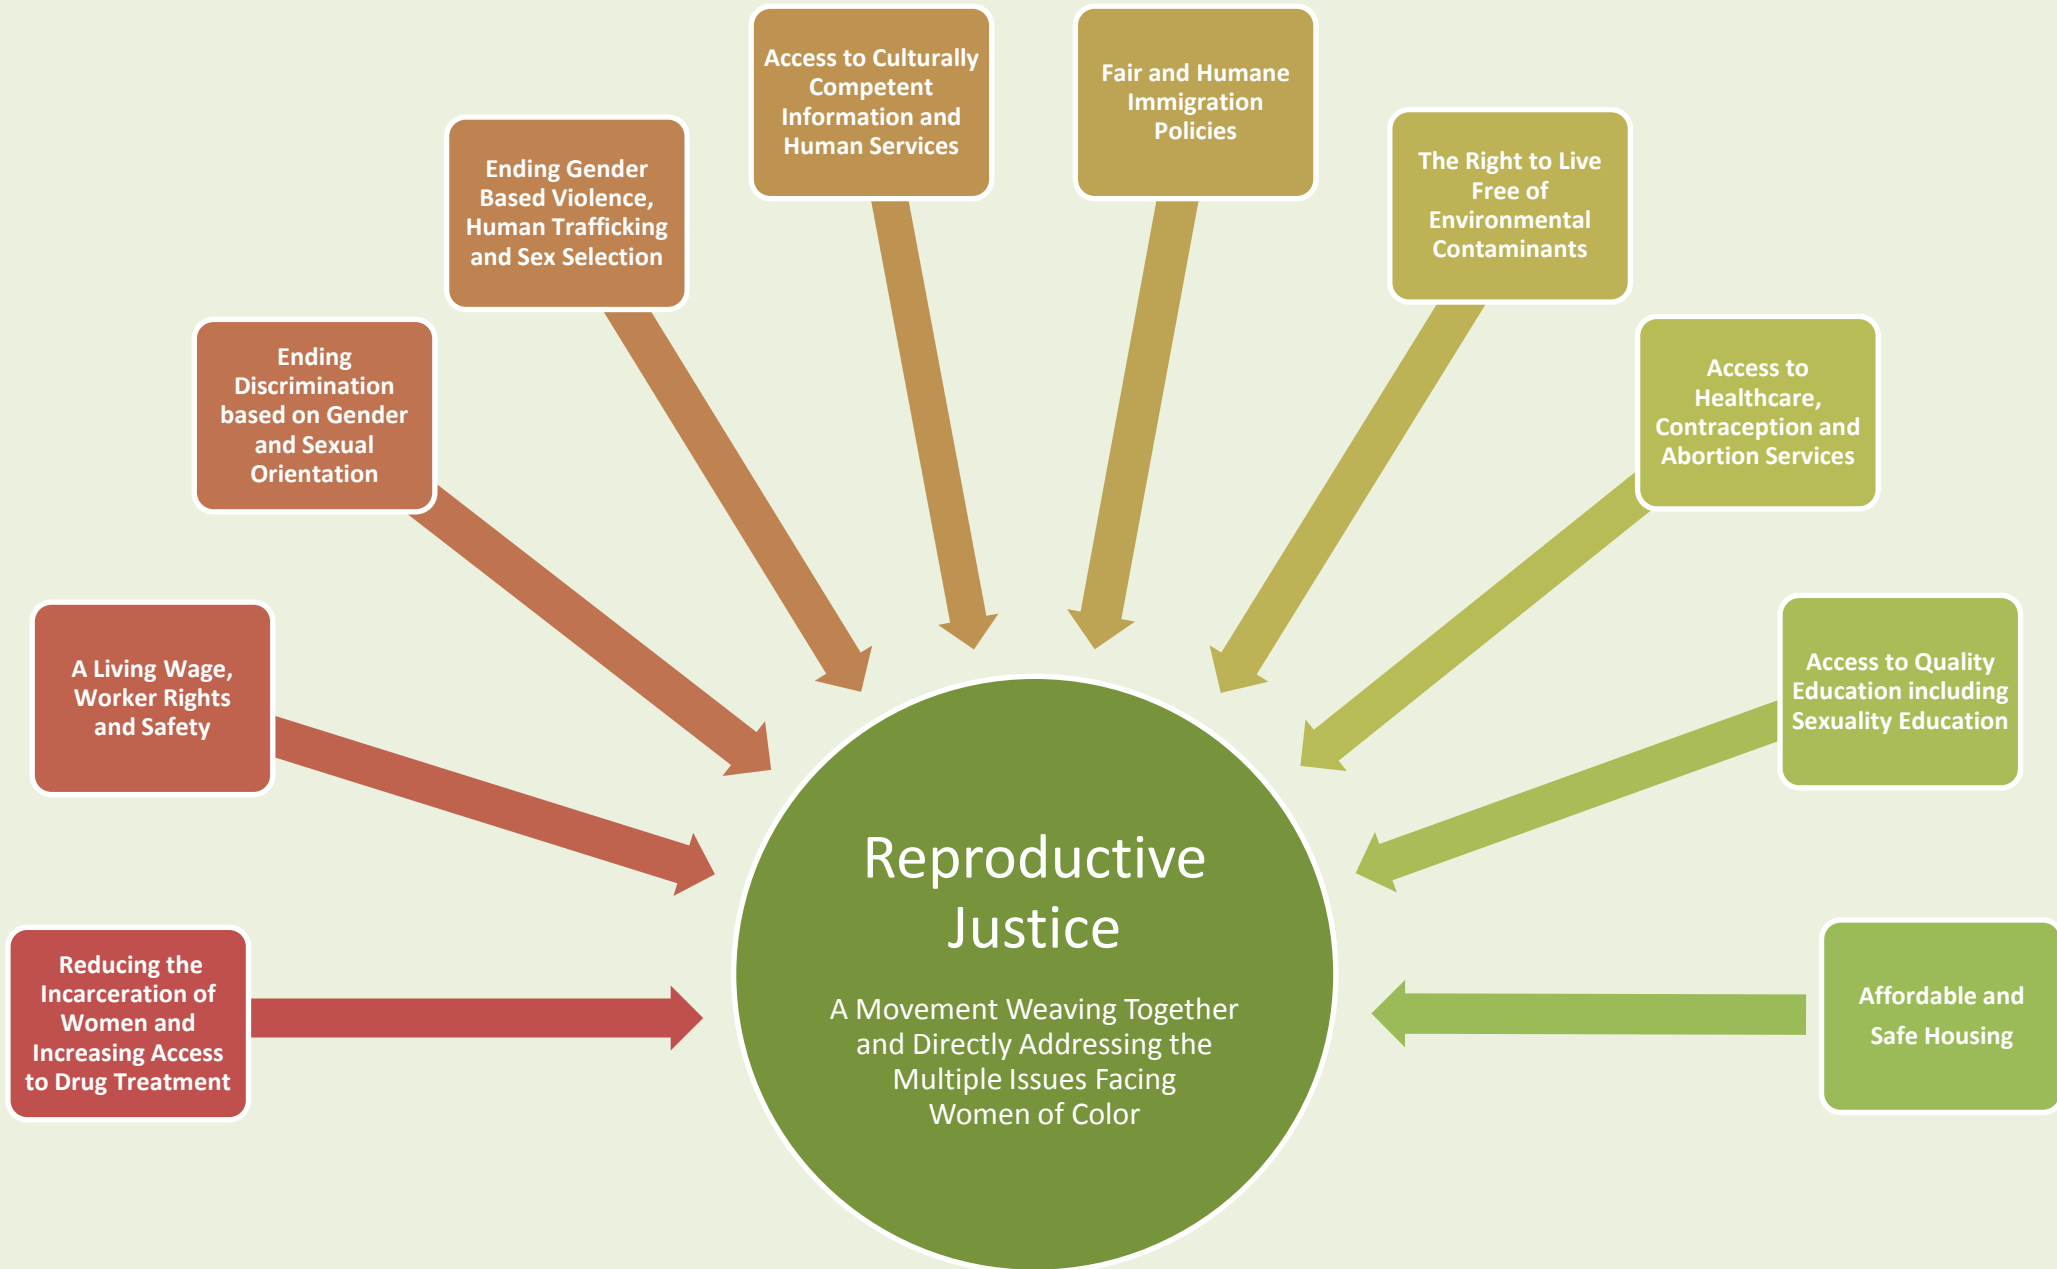 Access to Culturally
Competent
Information and
Human Services
Fair and Humane
Immigration
Policies
Ending Gender
Based Violence,
Human Trafficking
and Sex Selection
The Right to Live
Free of
Environmental
Contaminants
Ending
Discrimination
based on Gender
and Sexual
Orientation
Access to
Healthcare,
Contraception and
Abortion Services
A Living Wage,
Worker Rights
and Safety
Access to Quality
Education including
Sexuality Education
Reducing the
Incarceration of
Women and
Increasing Access
to Drug Treatment
Reproductive
Justice
A Movement Weaving Together
and Directly Addressing the
Multiple Issues Facing
Women of Color
Affordable and
Safe Housing